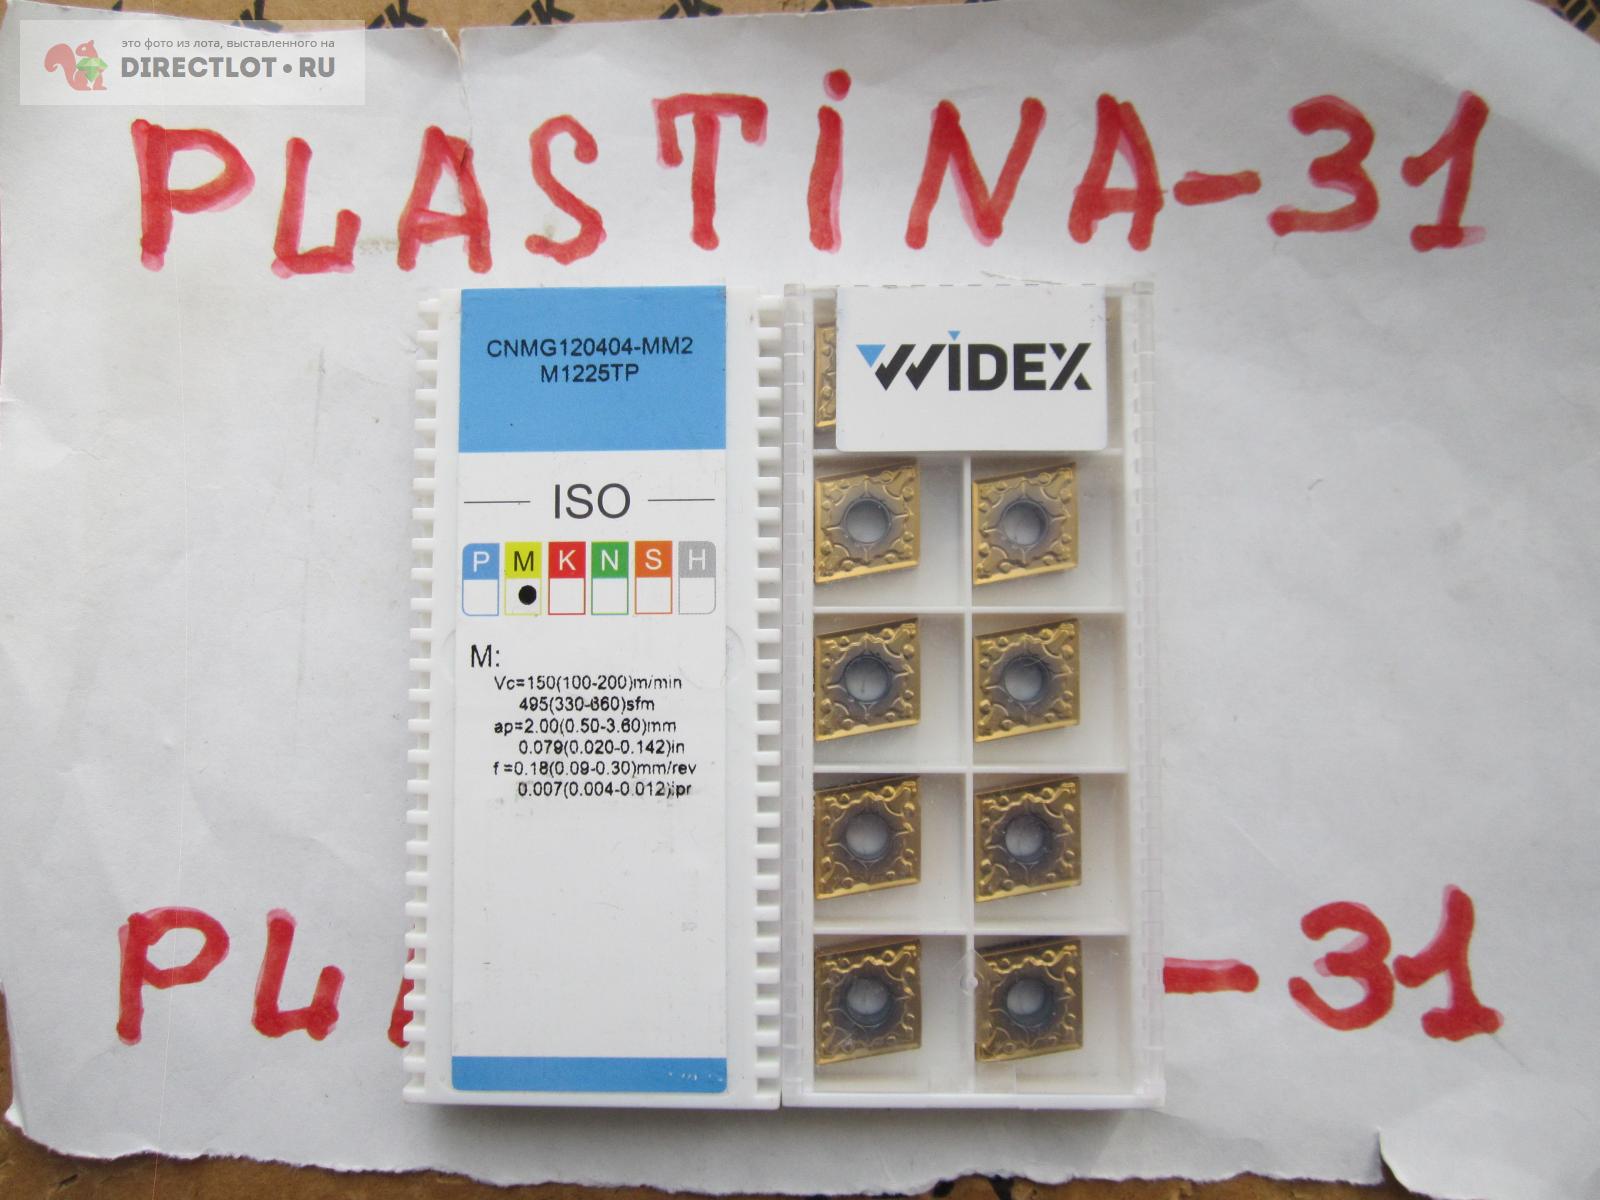 это фото из лота, выставленного на
DIRECTLOT•RU
PLASTiNA-31
CNMG120404-MM2
M1225TP
WIDEX
ISO
P M K N S H
M:
Vc=150(100-200)m/min
495(330-660)sfm
ap=2.00(0.50-3.60)mm
0.079(0.020-0.142)in
f=0.18(0.09-0.30)mm/rev
0.007(0.004-0.012)ipr
PL
-31